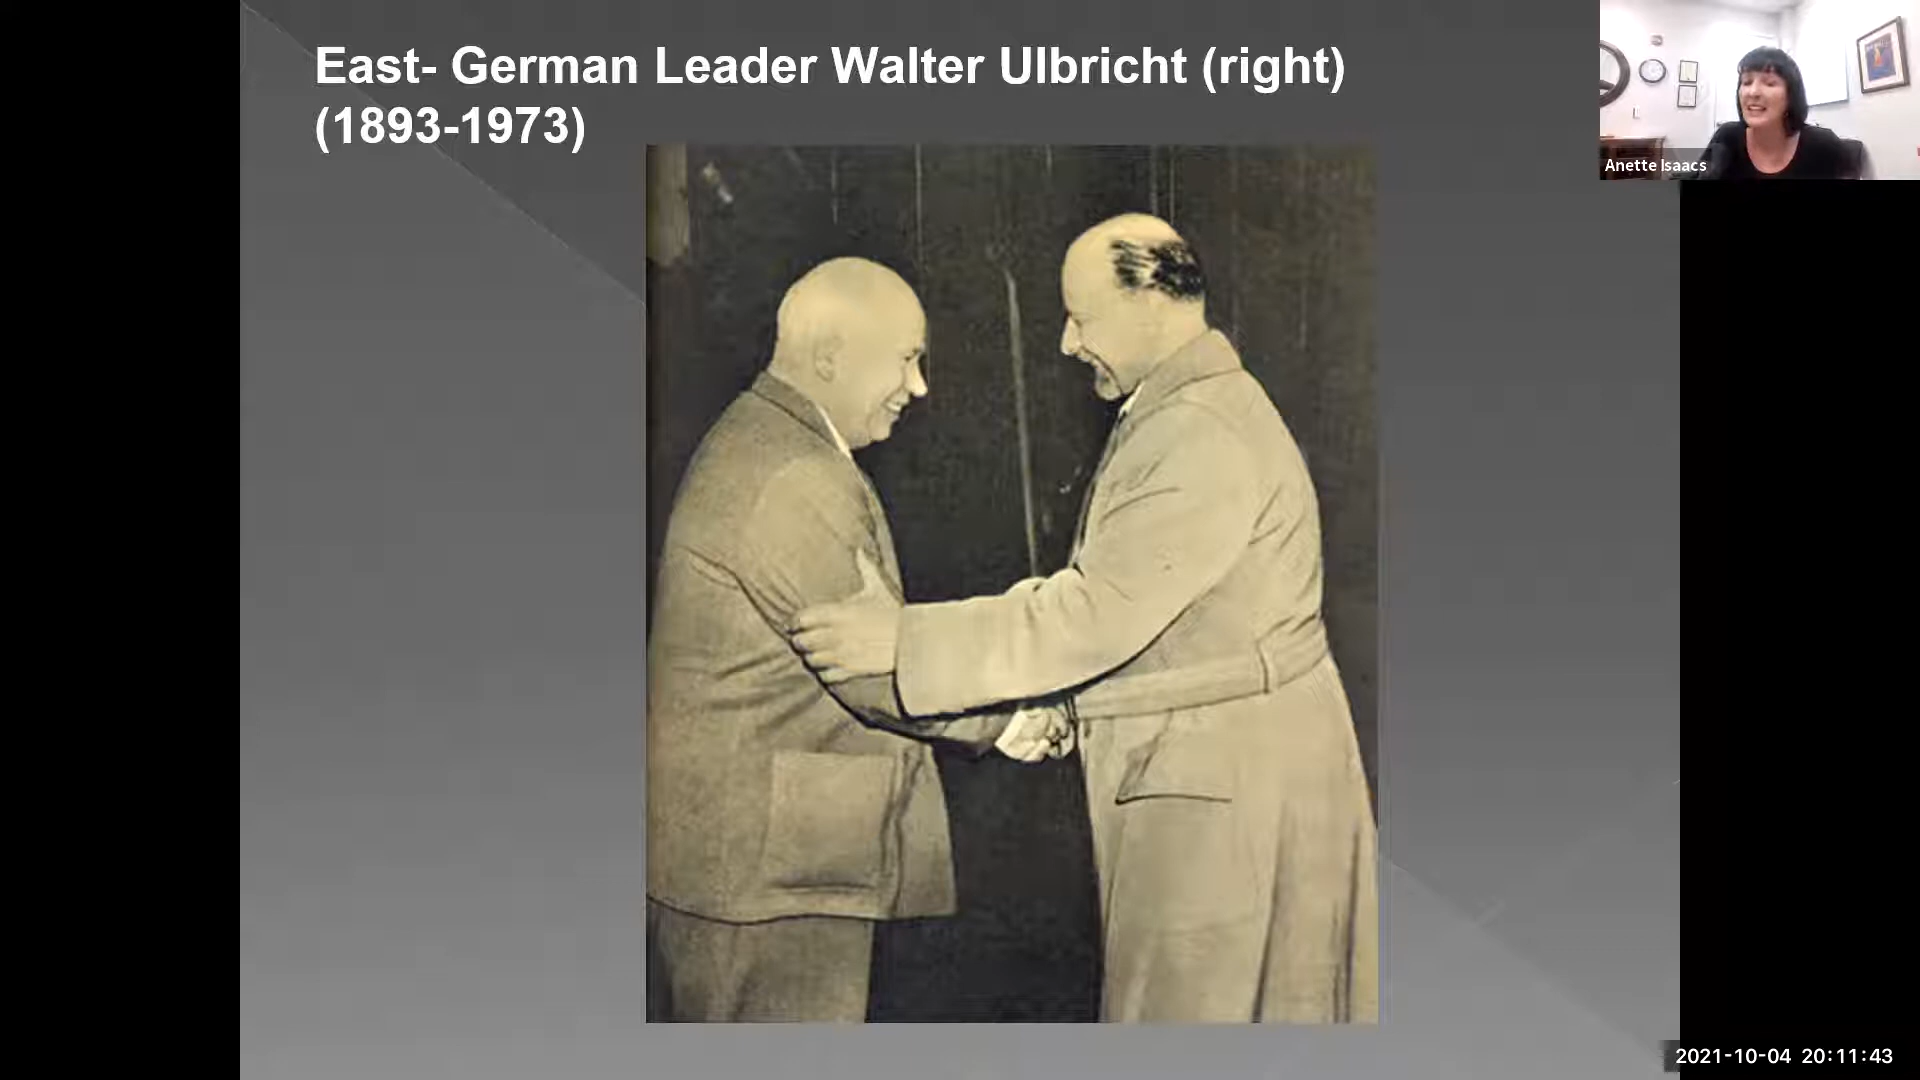 East- German Leader Walter Ulbricht (right)
(1893-1973)
Anette Isaacs
2021-10-04 20:11:43